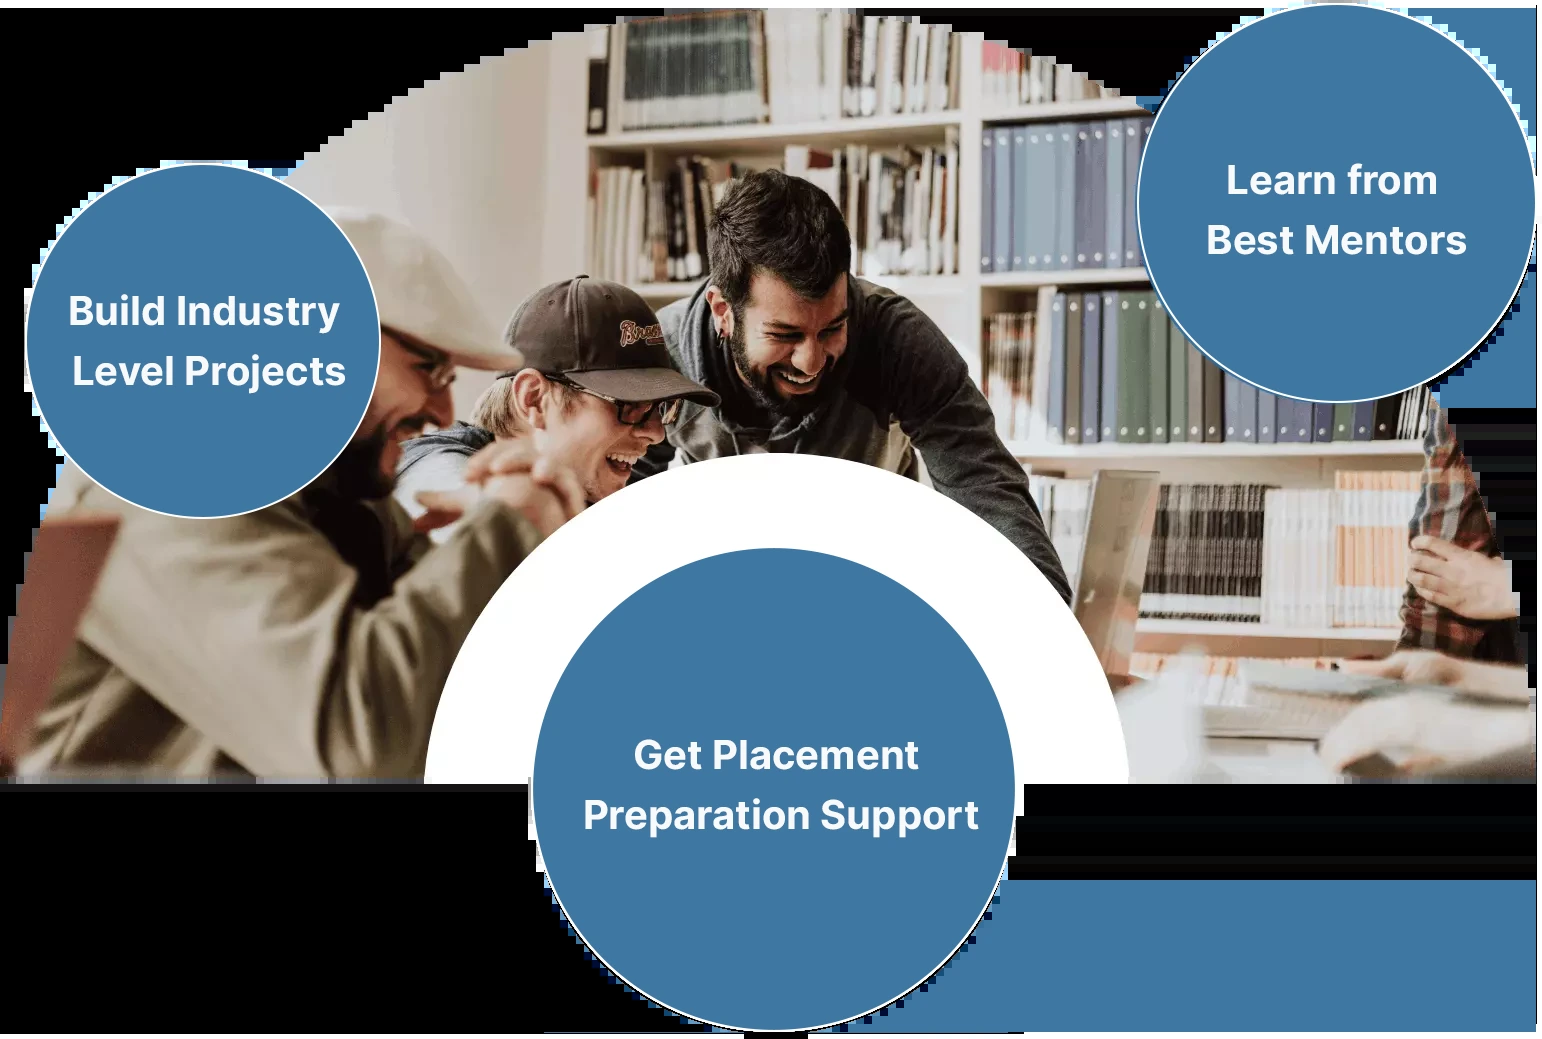 Learn from
Best Mentors
Build Industry
Level Projects
Get Placement
Preparation Support